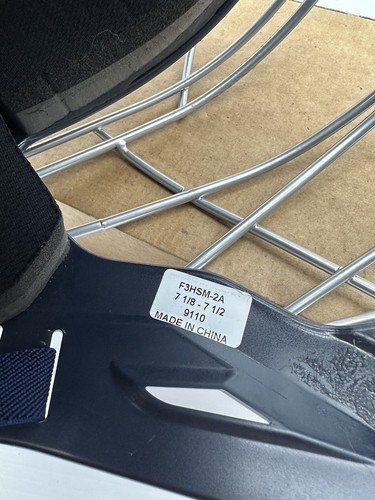 F3HSM-2A
7 1/8 - 7 1/2
9110
MADE IN CHINA